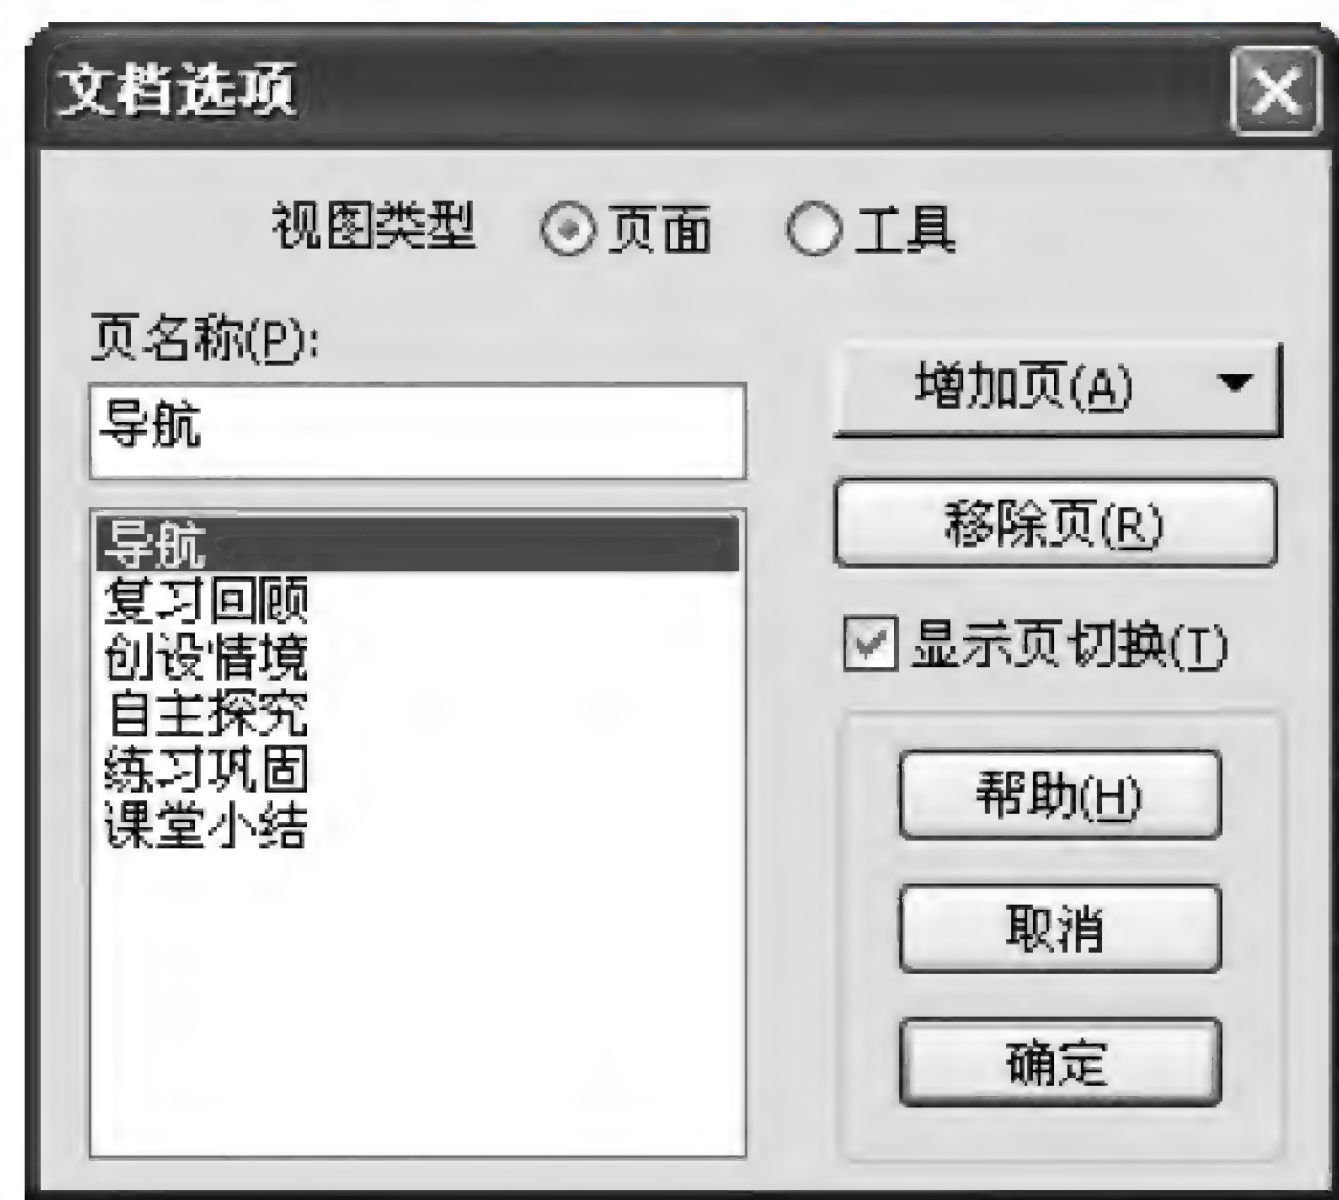 文档选项
视图类型 页面 工具
页名称(P):
导航
导航
复习回顾
创设情境
自主探究
练习巩固
课堂小结
增加页(A)
移除页(R)
显示页切换(T)
帮助(H)
取消
确定